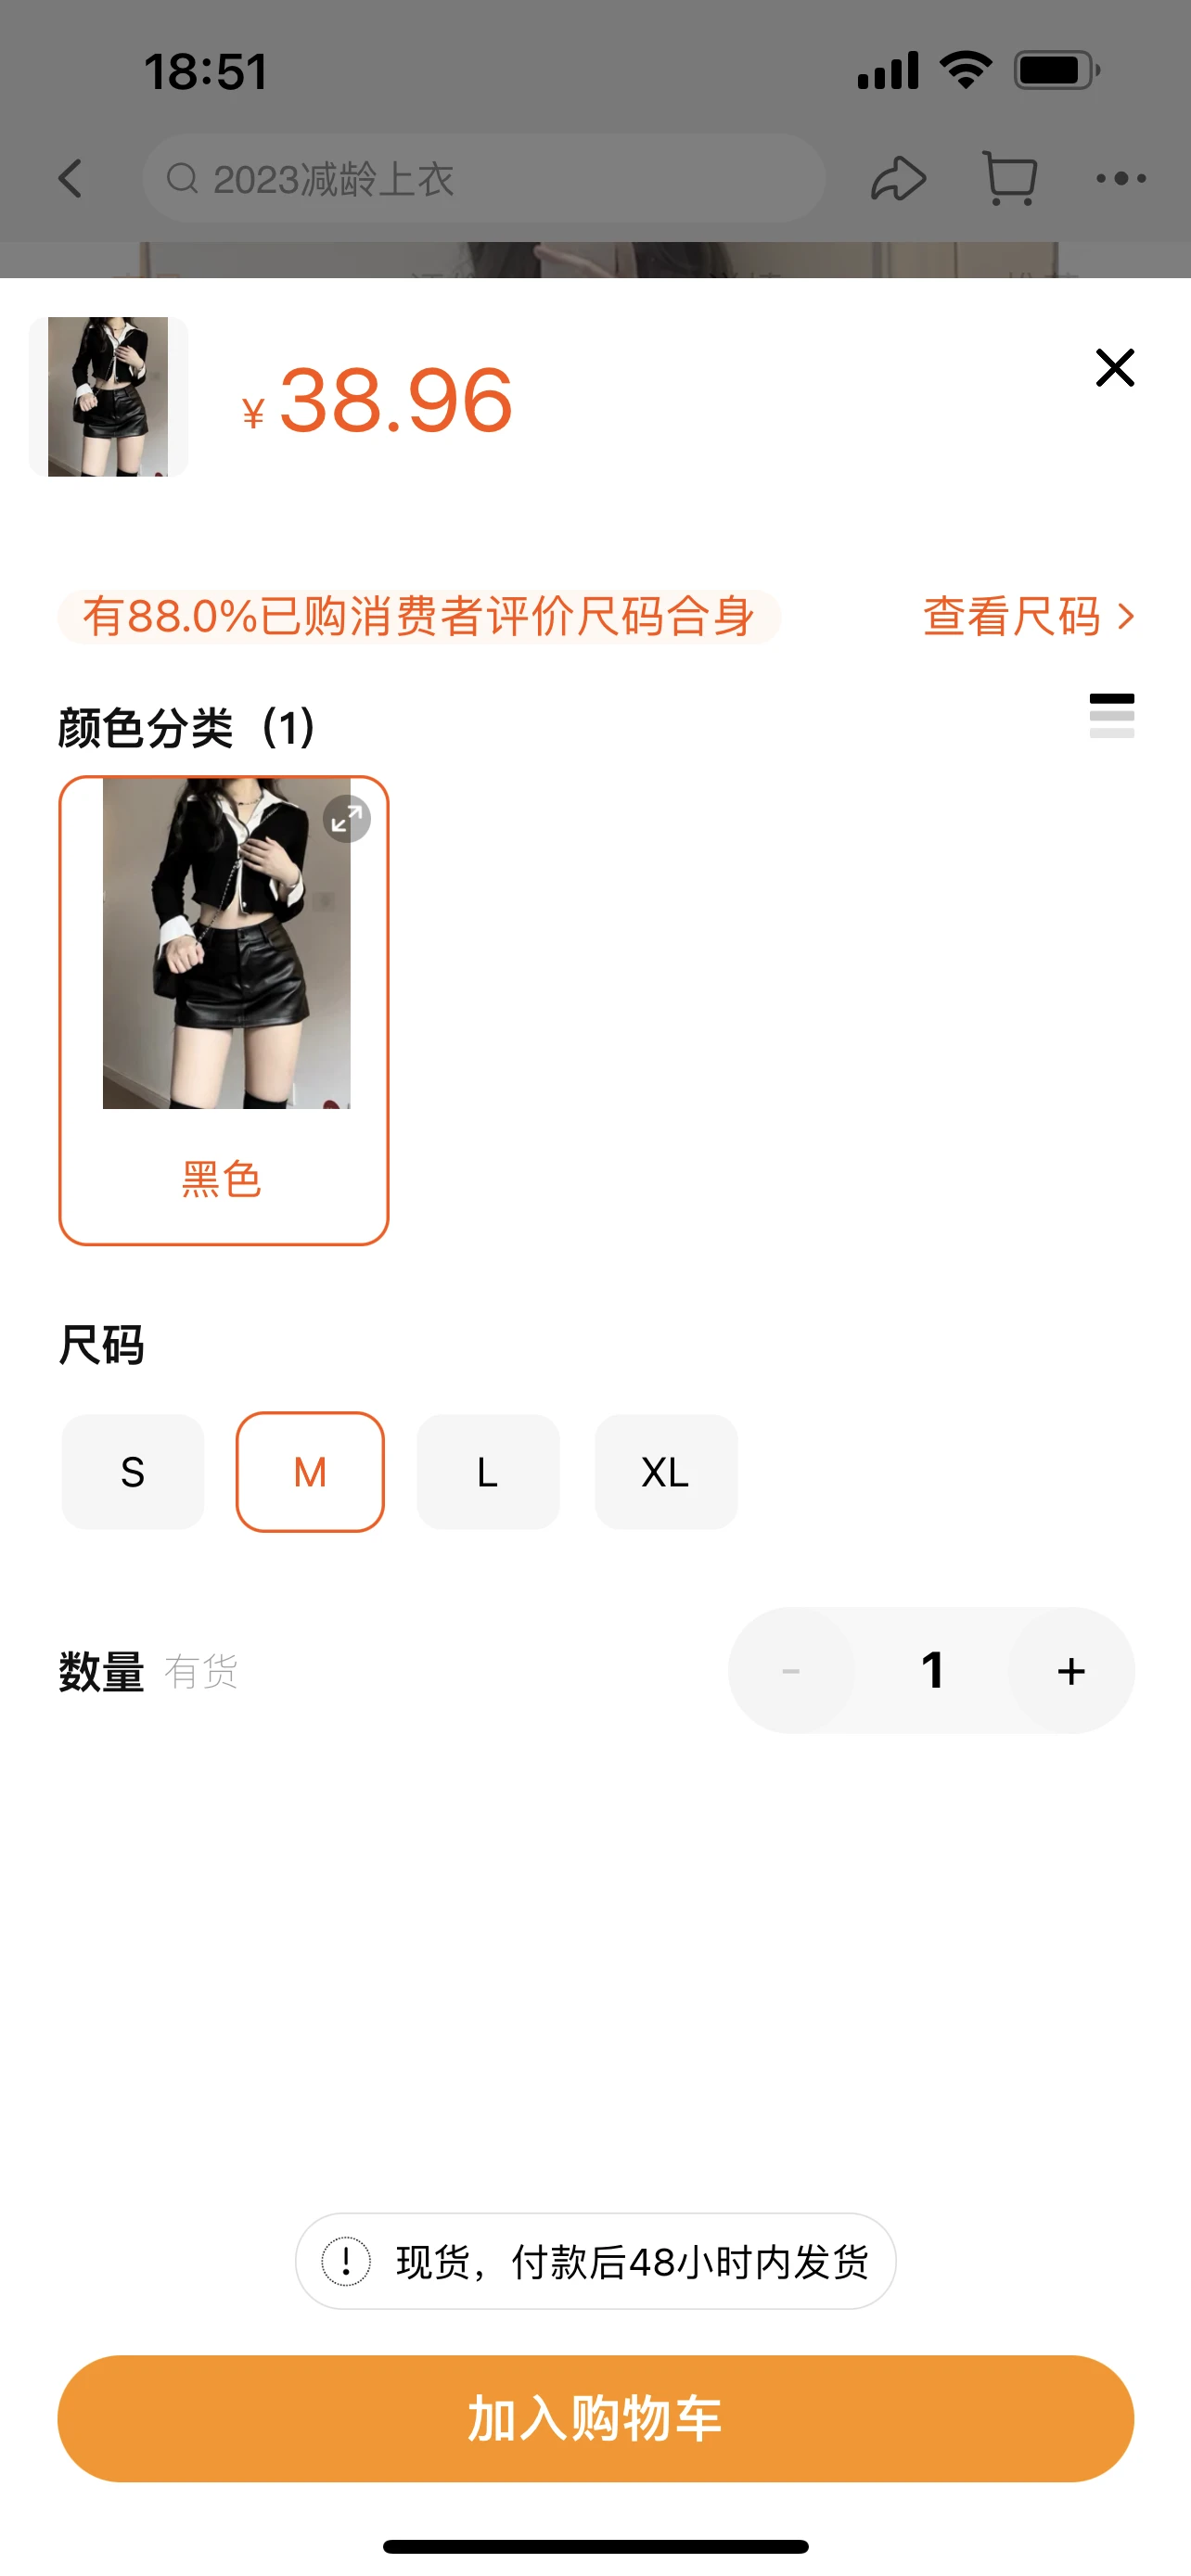 18:51
2023减龄上衣
¥38.96
有88.0%已购消费者评价尺码合身
查看尺码 >
颜色分类（1）
黑色
尺码
S
M
L
XL
数量 有货
- 1 +
现货，付款后48小时内发货
加入购物车